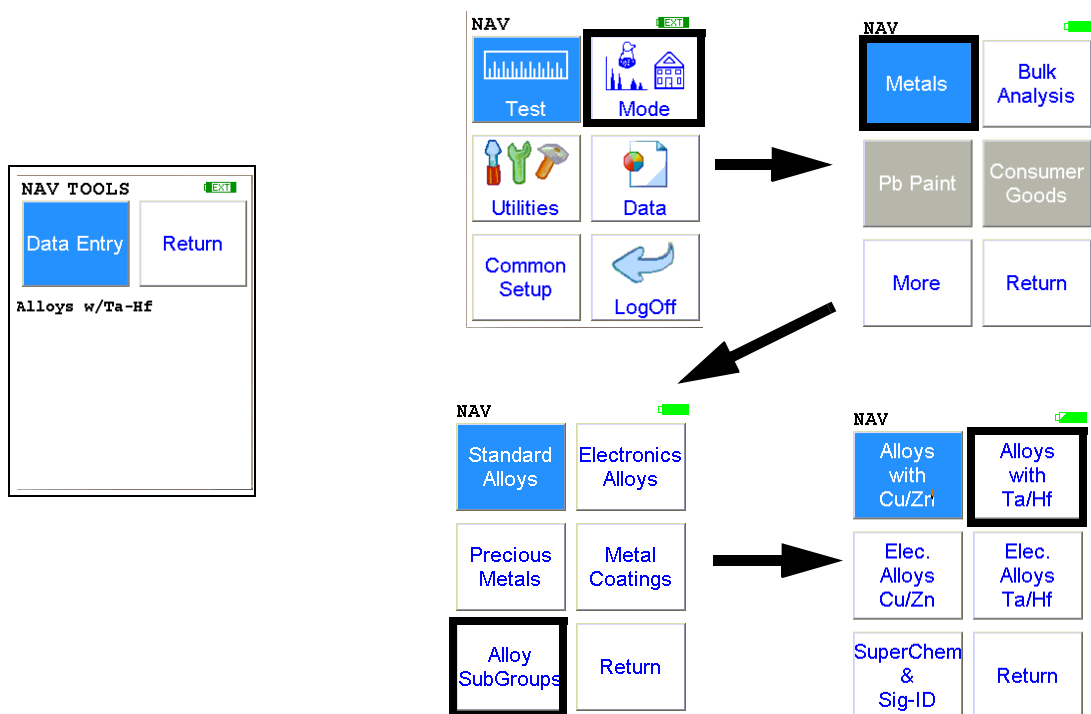 NAV TOOLS
EXT
Data Entry
Return
Alloys w/Ta-Hf
NAV
EXT
Test
Mode
Utilities
Data
Common
Setup
LogOff
NAV
Metals
Bulk
Analysis
Pb Paint
Consumer
Goods
More
Return
NAV
Standard
Alloys
Electronics
Alloys
Precious
Metals
Metal
Coatings
Alloy
SubGroups
Return
NAV
Alloys
with
Cu/Zn
Alloys
with
Ta/Hf
Elec.
Alloys
Cu/Zn
Elec.
Alloys
Ta/Hf
SuperChem
&
Sig-ID
Return